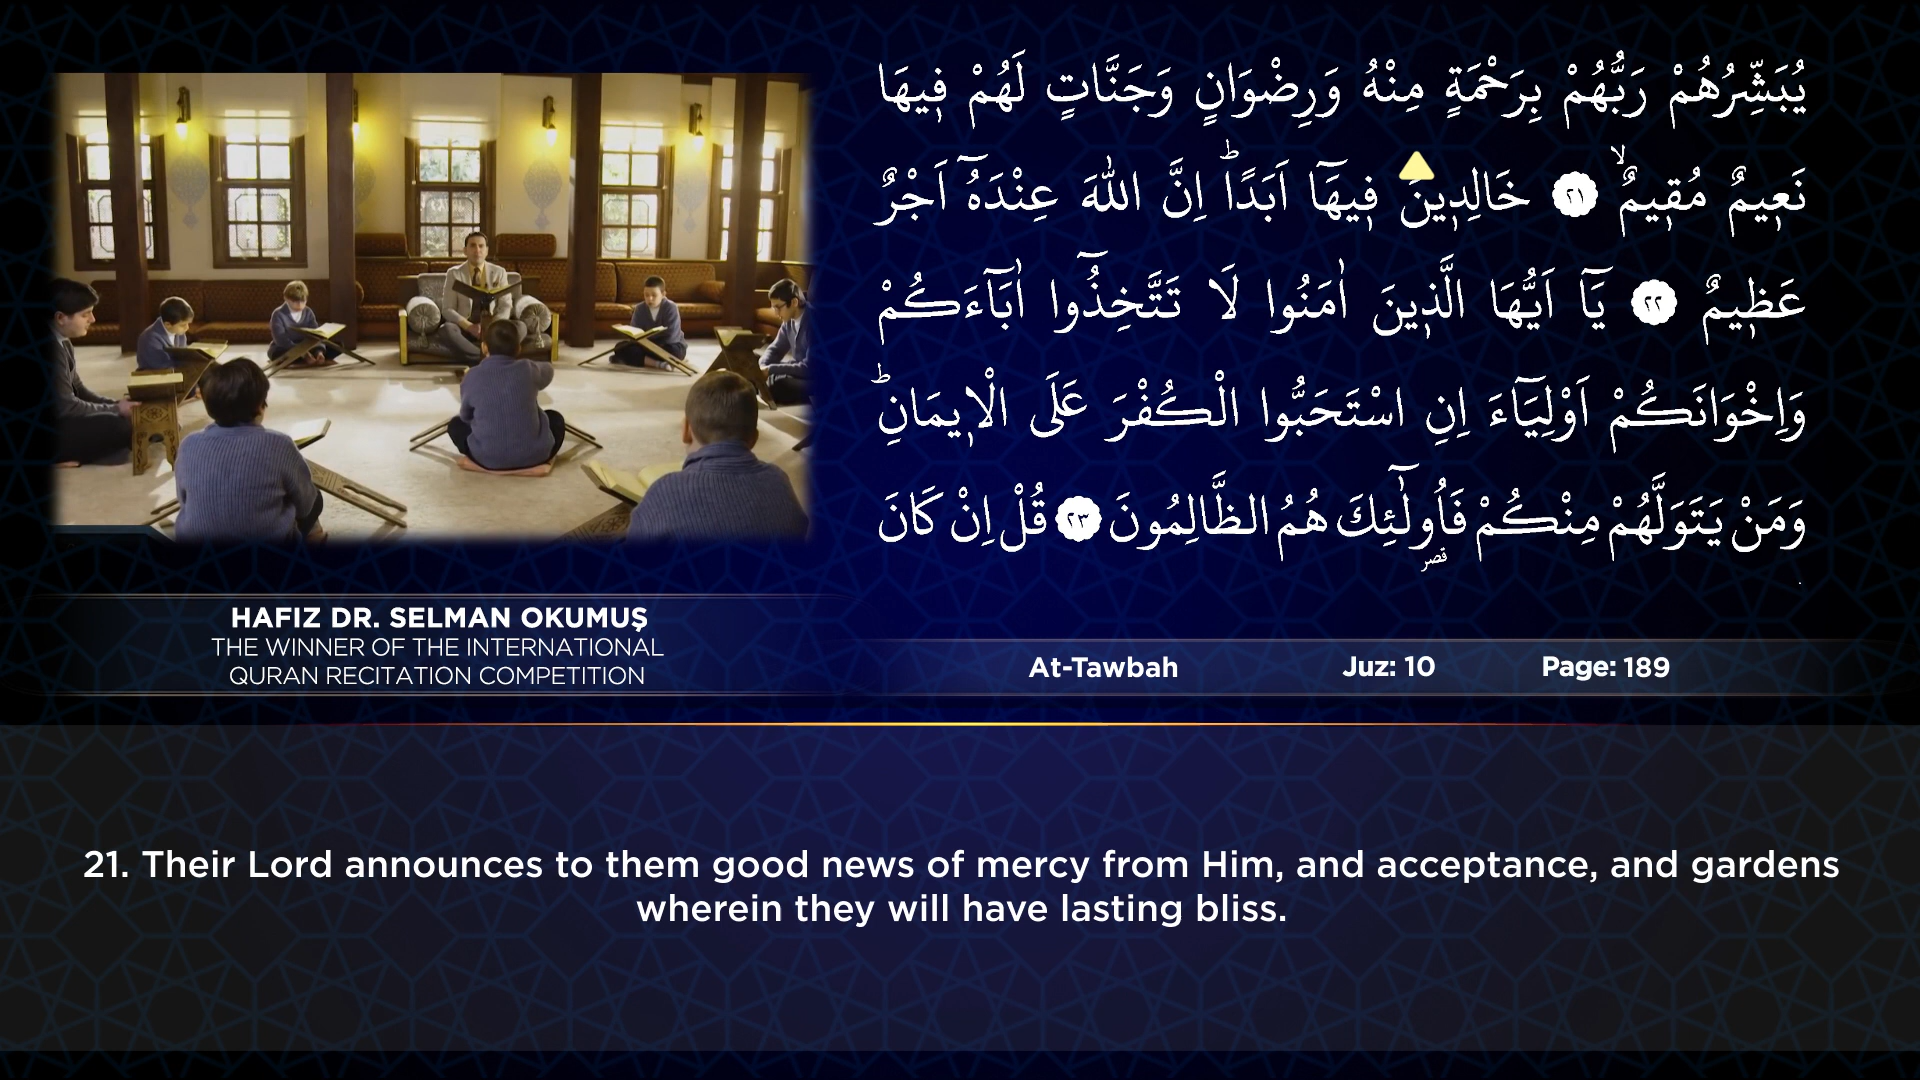 يُبَشِّرُهُمْ رَبُّهُمْ بِرَحْمَةٍ مِنْهُ وَرِضْوَانٍ وَجَنَّاتٍ لَهُمْ ف۪يهَا
نَع۪يمٌ مُق۪يمٌۙ ﴿٢١﴾ خَالِد۪ينَ ف۪يهَٓا اَبَدًاۜ اِنَّ اللّٰهَ عِنْدَهُٓ اَجْرٌ
عَظ۪يمٌ ﴿٢٢﴾ يَٓا اَيُّهَا الَّذ۪ينَ اٰمَنُوا لَا تَتَّخِذُٓوا اٰبَٓاءَكُمْ
وَاِخْوَانَكُمْ اَوْلِيَٓاءَ اِنِ اسْتَحَبُّوا الْكُفْرَ عَلَى الْا۪يمَانِۜ
وَمَنْ يَتَوَلَّهُمْ مِنْكُمْ فَاُو۬لٰٓئِكَ هُمُ الظَّالِمُونَ ﴿٢٣﴾ قُلْ اِنْ كَانَ
قصر
HAFIZ DR. SELMAN OKUMUŞ
THE WINNER OF THE INTERNATIONAL
QURAN RECITATION COMPETITION
At-Tawbah Juz: 10 Page: 189
21. Their Lord announces to them good news of mercy from Him, and acceptance, and gardens
wherein they will have lasting bliss.